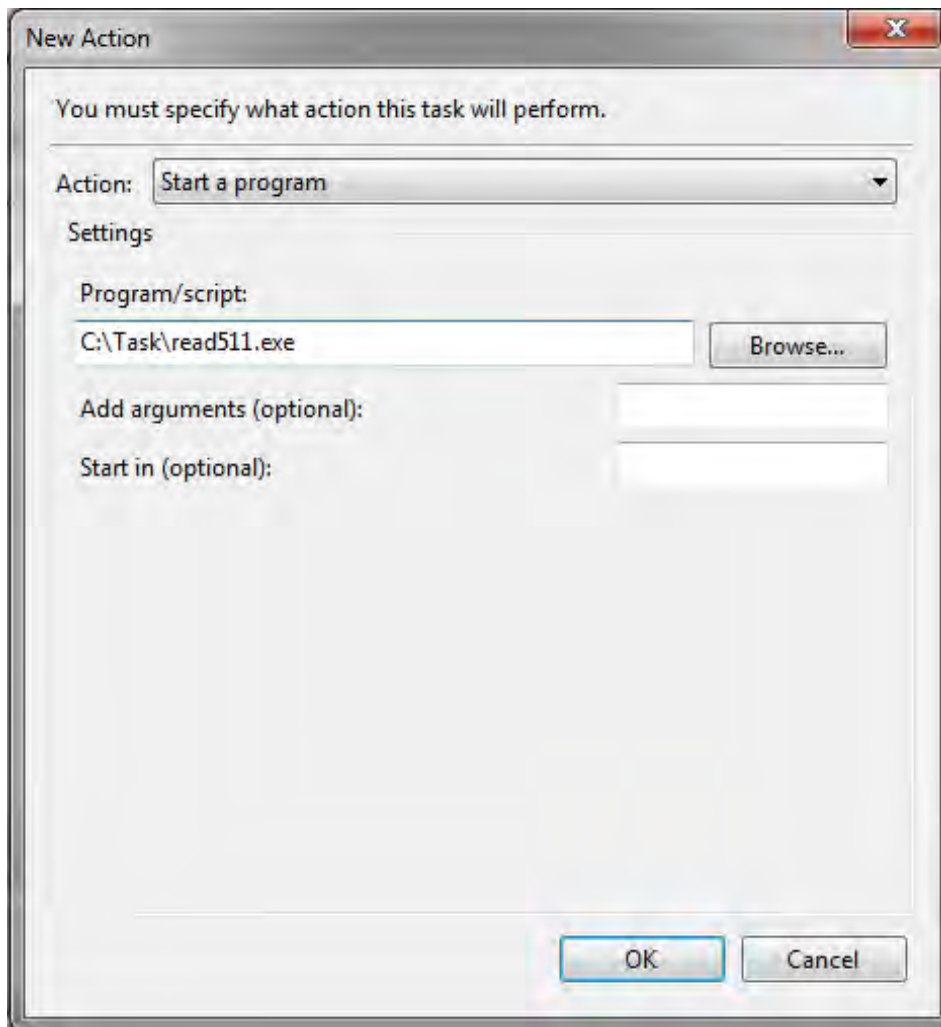 New Action
You must specify what action this task will perform.
Action: Start a program
Settings
Program/script:
C:\Task\read511.exe Browse...
Add arguments (optional):
Start in (optional):
OK Cancel